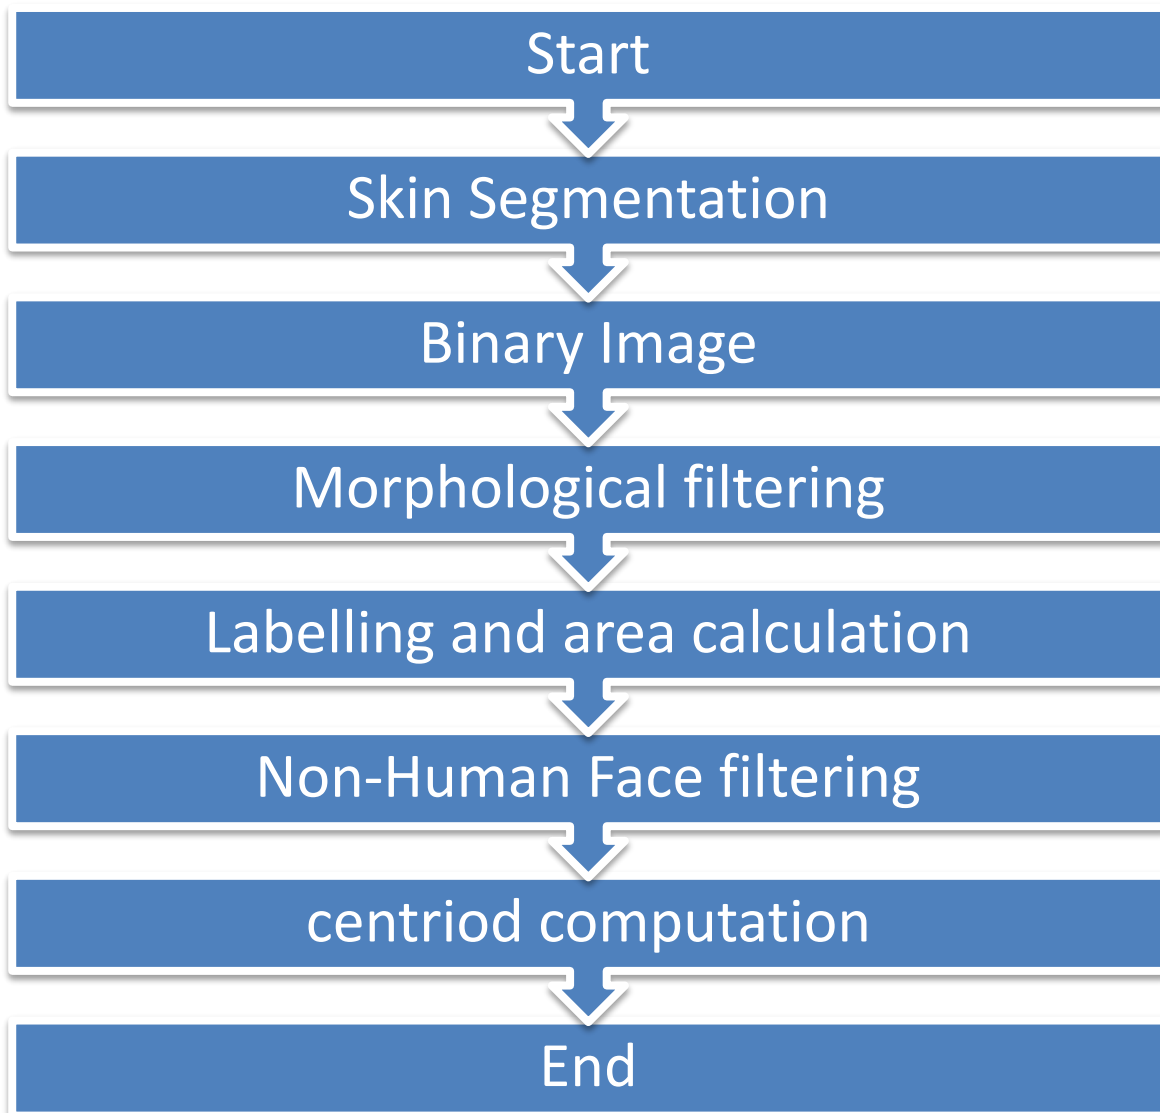 Start
Skin Segmentation
Binary Image
Morphological filtering
Labelling and area calculation
Non-Human Face filtering
centriod computation
End